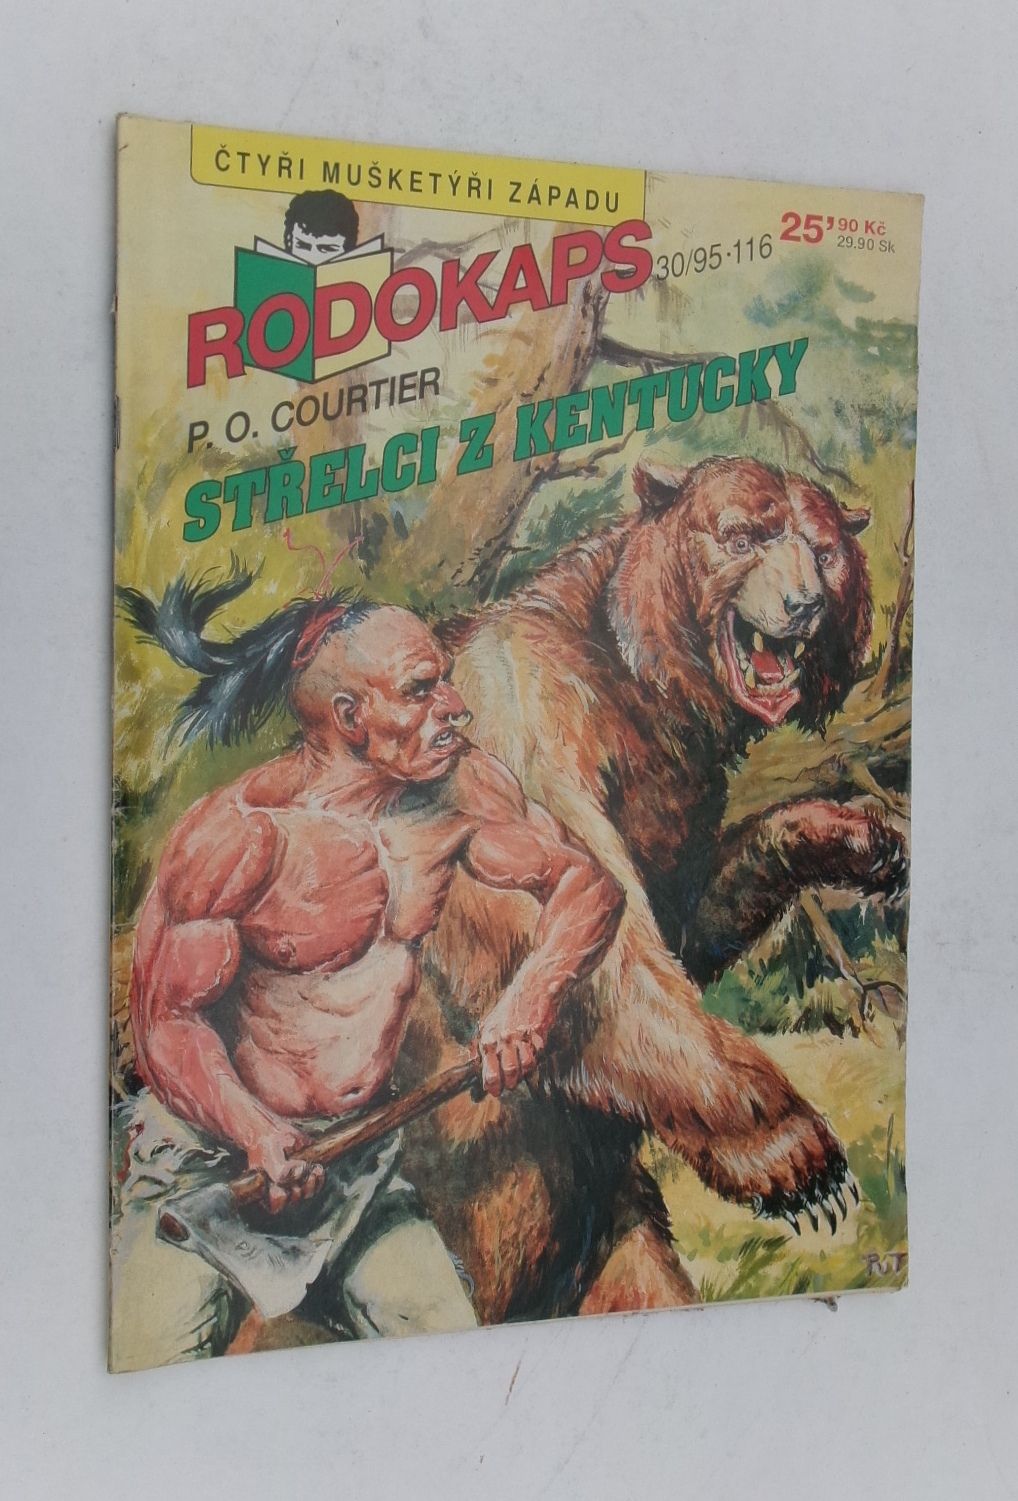 ČTYŘI MUŠKETÝŘI ZÁPADU
RODOKAPS
30/95·116
25’90 Kč
29.90 Sk
P. O. COURTIER
STŘELCI Z KENTUCKY